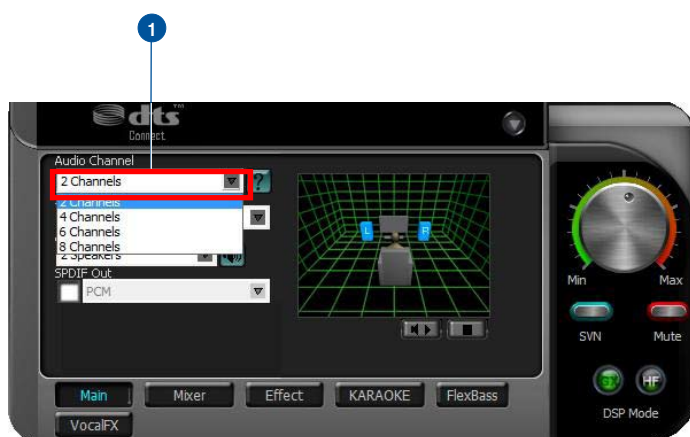 1
dts™
Connect
Audio Channel
2 Channels
?
2 Channels
4 Channels
6 Channels
8 Channels
2 Speakers
SPDIF Out
PCM
L
R
Min
Max
SVN
Mute
HF
DSP Mode
Main
Mixer
Effect
KARAOKE
FlexBass
VocalFX